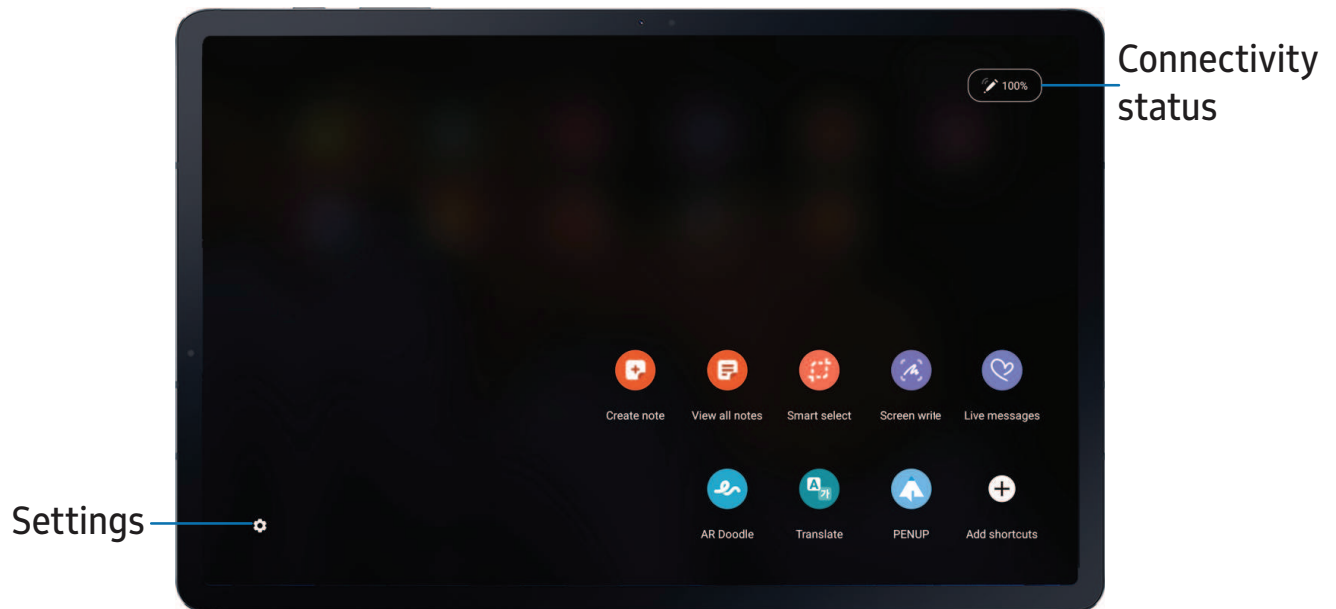 Connectivity
status
100%
Create note
View all notes
Smart select
Screen write
Live messages
A
가
Settings
AR Doodle
Translate
PENUP
Add shortcuts